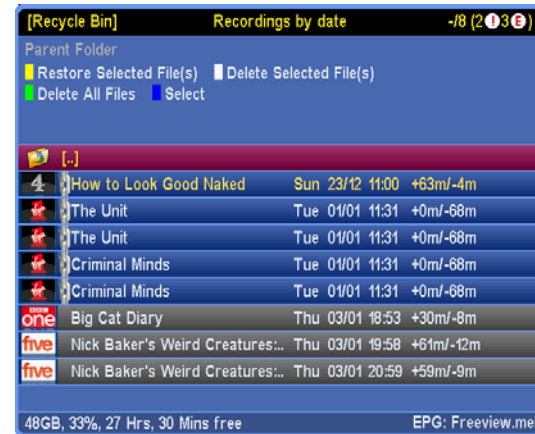 [Recycle Bin] Recordings by date -/8 (2!3E)
Parent Folder
Restore Selected File(s) Delete Selected File(s)
Delete All Files Select
[..]
4 How to Look Good Naked Sun 23/12 11:00 +63m/-4m
The Unit Tue 01/01 11:31 +0m/-68m
The Unit Tue 01/01 11:31 +0m/-68m
Criminal Minds Tue 01/01 11:31 +0m/-68m
Criminal Minds Tue 01/01 11:31 +0m/-68m
one Big Cat Diary Thu 03/01 18:53 +30m/-8m
five Nick Baker's Weird Creatures:.. Thu 03/01 19:58 +61m/-12m
five Nick Baker's Weird Creatures:.. Thu 03/01 20:59 +59m/-9m
48GB, 33%, 27 Hrs, 30 Mins free EPG: Freeview.me